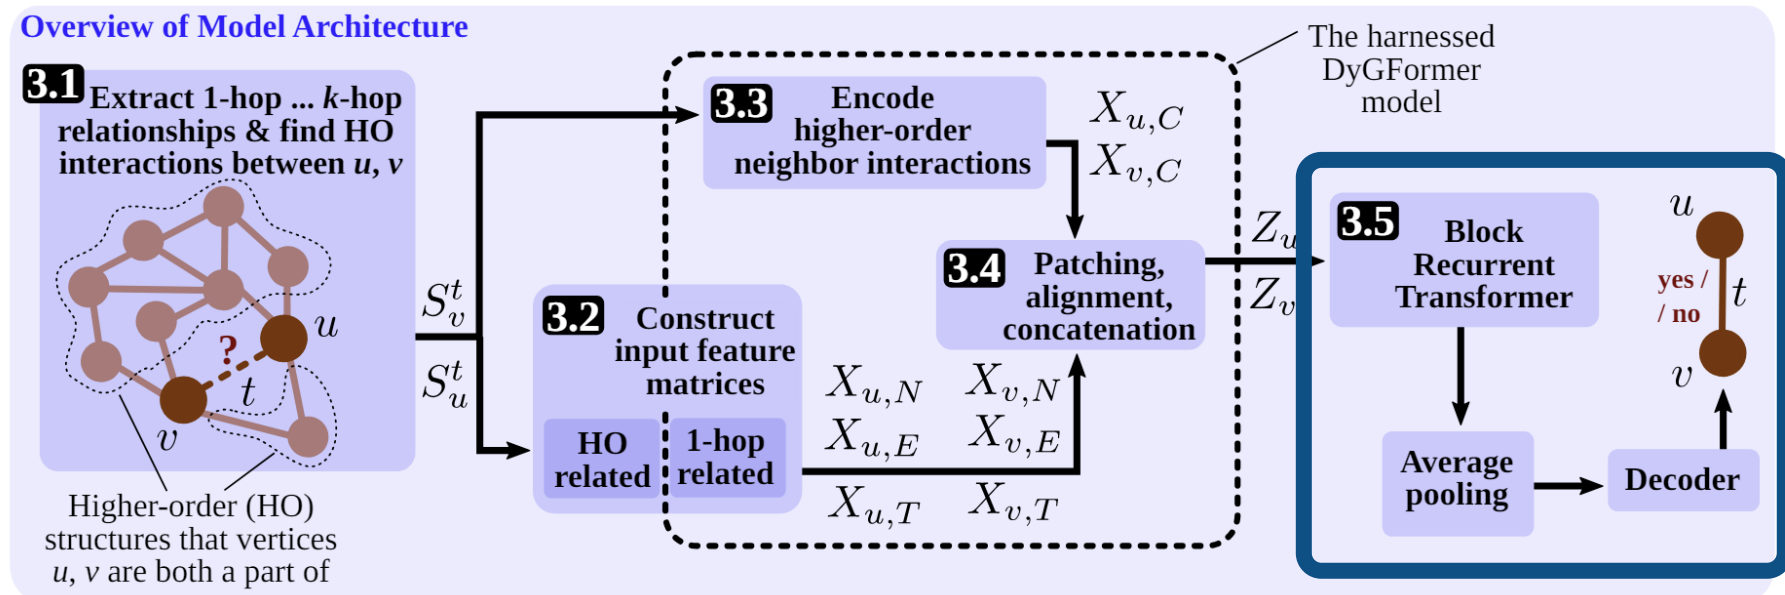 Overview of Model Architecture
3.1
Extract 1-hop ... k-hop
relationships & find HO
interactions between u, v
?
u
t
v
Higher-order (HO)
structures that vertices
u, v are both a part of
S_v^t
S_u^t
3.2
Construct
input feature
matrices
HO
related
1-hop
related
3.3
Encode
higher-order
neighbor interactions
X_{u,C}
X_{v,C}
X_{u,N} X_{v,N}
X_{u,E} X_{v,E}
X_{u,T} X_{v,T}
3.4
Patching,
alignment,
concatenation
The harnessed
DyGFormer
model
Z_u
Z_v
3.5
Block
Recurrent
Transformer
Average
pooling
Decoder
u
yes /
/ no
t
v